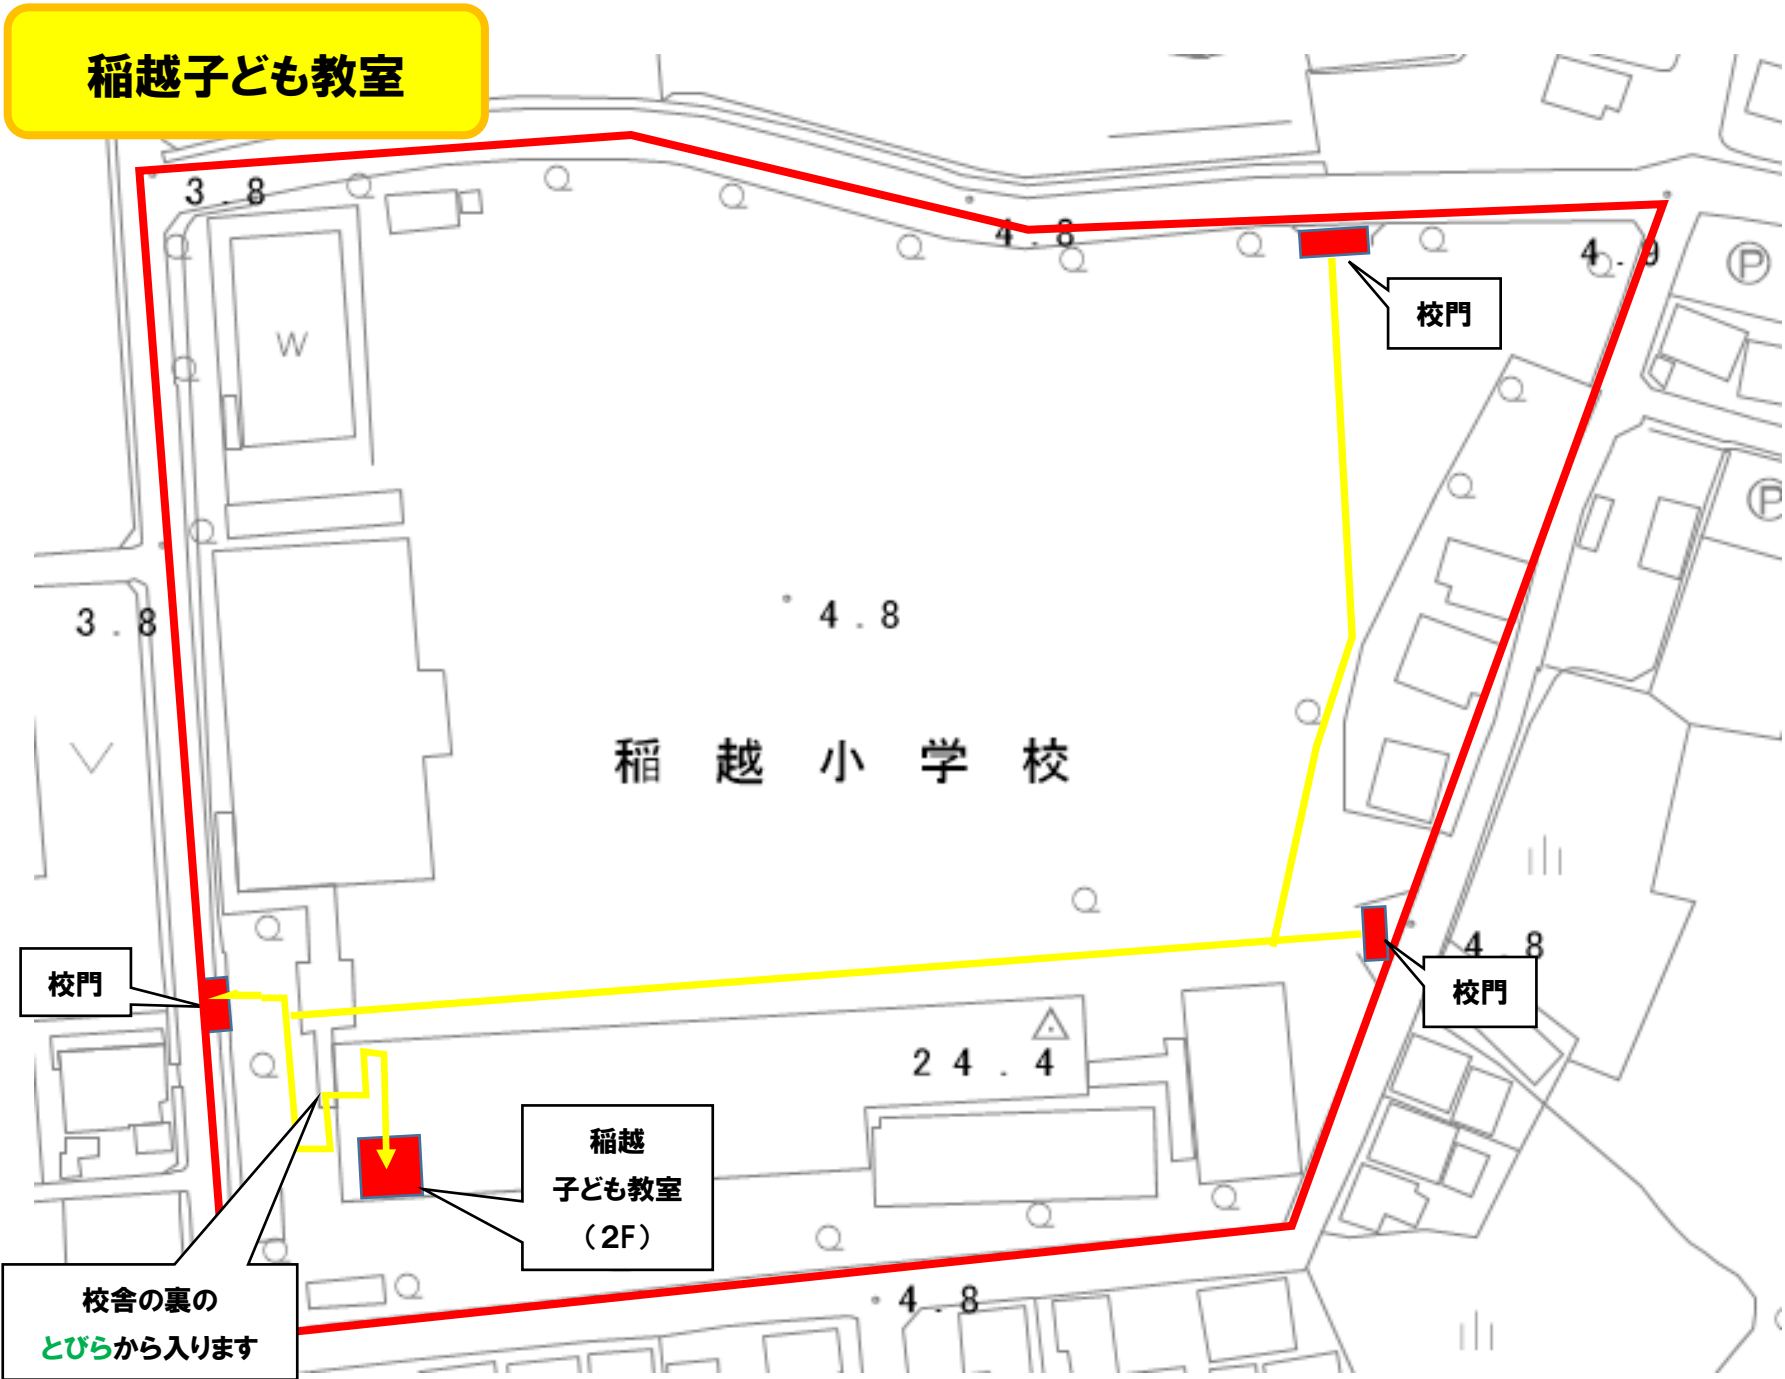 稲越子ども教室
3.8
4.8
4.9
P
校門
W
P
3.8
4.8
稲越小学校
4.8
校門
校門
24.4
稲越
子ども教室
(2F)
校舎の裏の
とびらから入ります
4.8